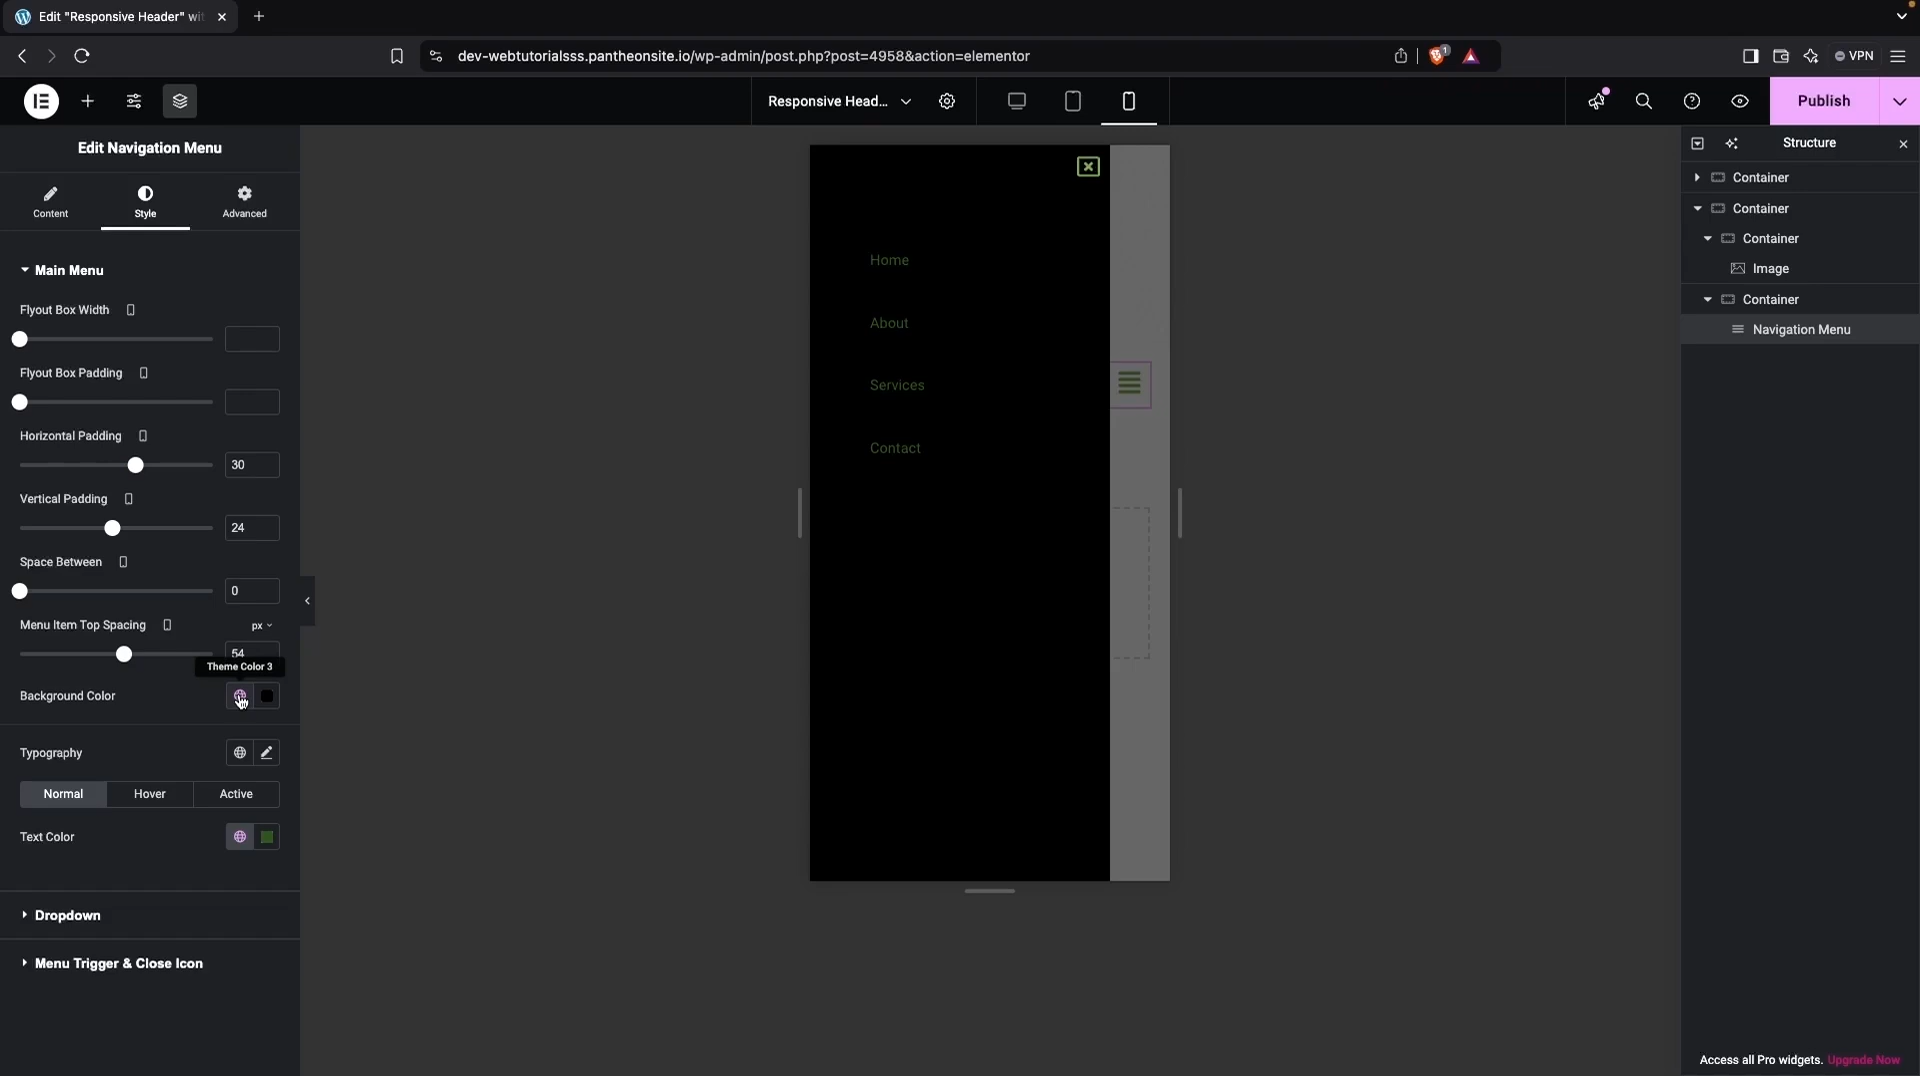 Edit "Responsive Header" wi
dev-webtutorialsss.pantheonsite.io/wp-admin/post.php?post=4958&action=elementor
1
VPN
Responsive Head...
Publish
Edit Navigation Menu
Content
Style
Advanced
Main Menu
Flyout Box Width
Flyout Box Padding
Horizontal Padding
30
Vertical Padding
24
Space Between
0
Menu Item Top Spacing
px
54
Theme Color 3
Background Color
Typography
Normal
Hover
Active
Text Color
Dropdown
Menu Trigger & Close Icon
Home
About
Services
Contact
Structure
Container
Container
Container
Image
Container
Navigation Menu
Access all Pro widgets. Upgrade Now